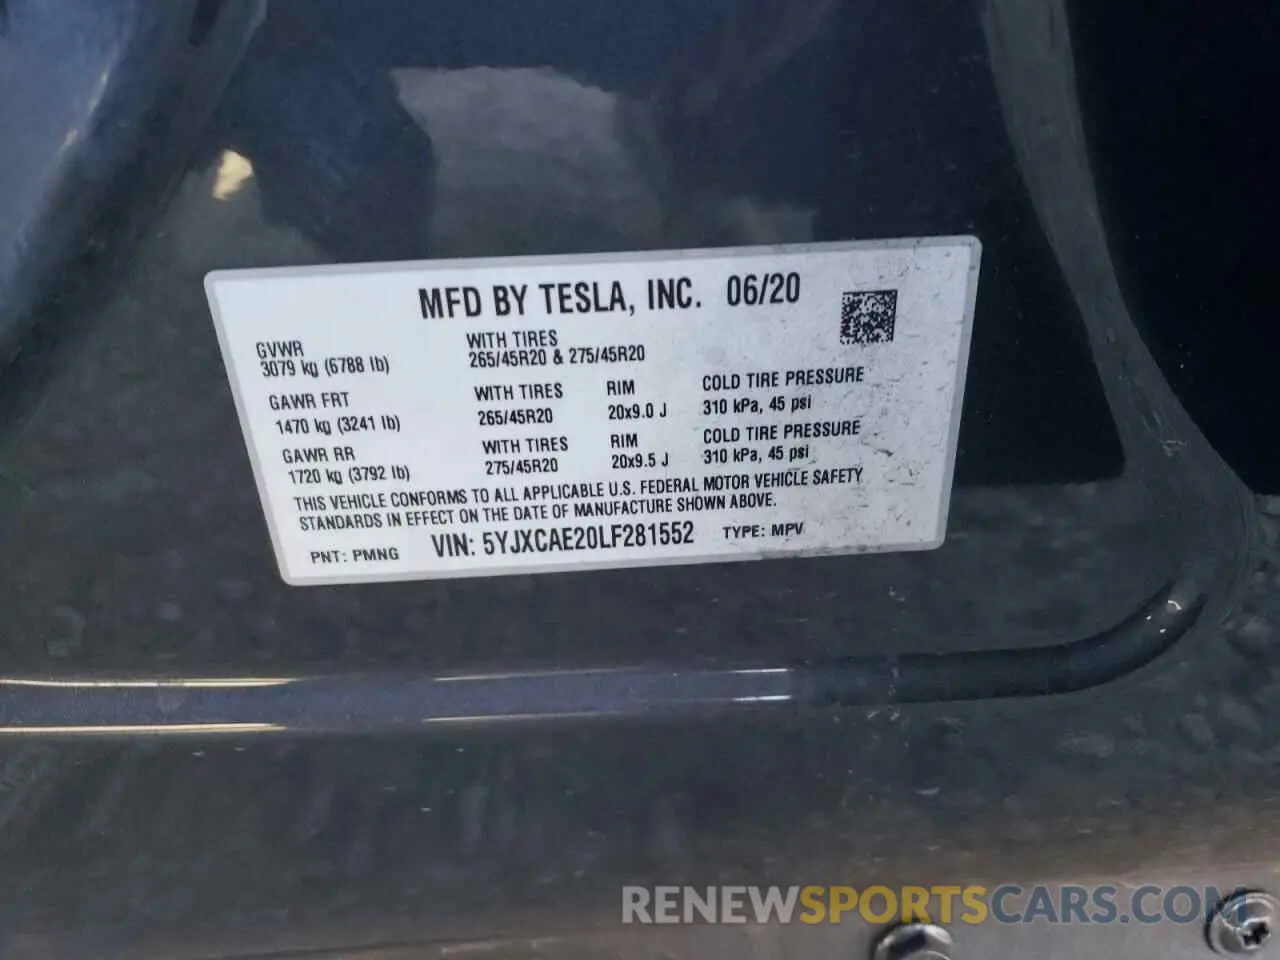 MFD BY TESLA, INC. 06/20
GVWR
3079 kg (6788 lb)
WITH TIRES
265/45R20 & 275/45R20
GAWR FRT
1470 kg (3241 lb)
WITH TIRES
265/45R20
RIM
20x9.0 J
COLD TIRE PRESSURE
310 kPa, 45 psi
GAWR RR
1720 kg (3792 lb)
WITH TIRES
275/45R20
RIM
20x9.5 J
COLD TIRE PRESSURE
310 kPa, 45 psi
THIS VEHICLE CONFORMS TO ALL APPLICABLE U.S. FEDERAL MOTOR VEHICLE SAFETY
STANDARDS IN EFFECT ON THE DATE OF MANUFACTURE SHOWN ABOVE.
PNT: PMNG VIN: 5YJXCAE20LF281552 TYPE: MPV
RENEWSPORTSCARS.COM